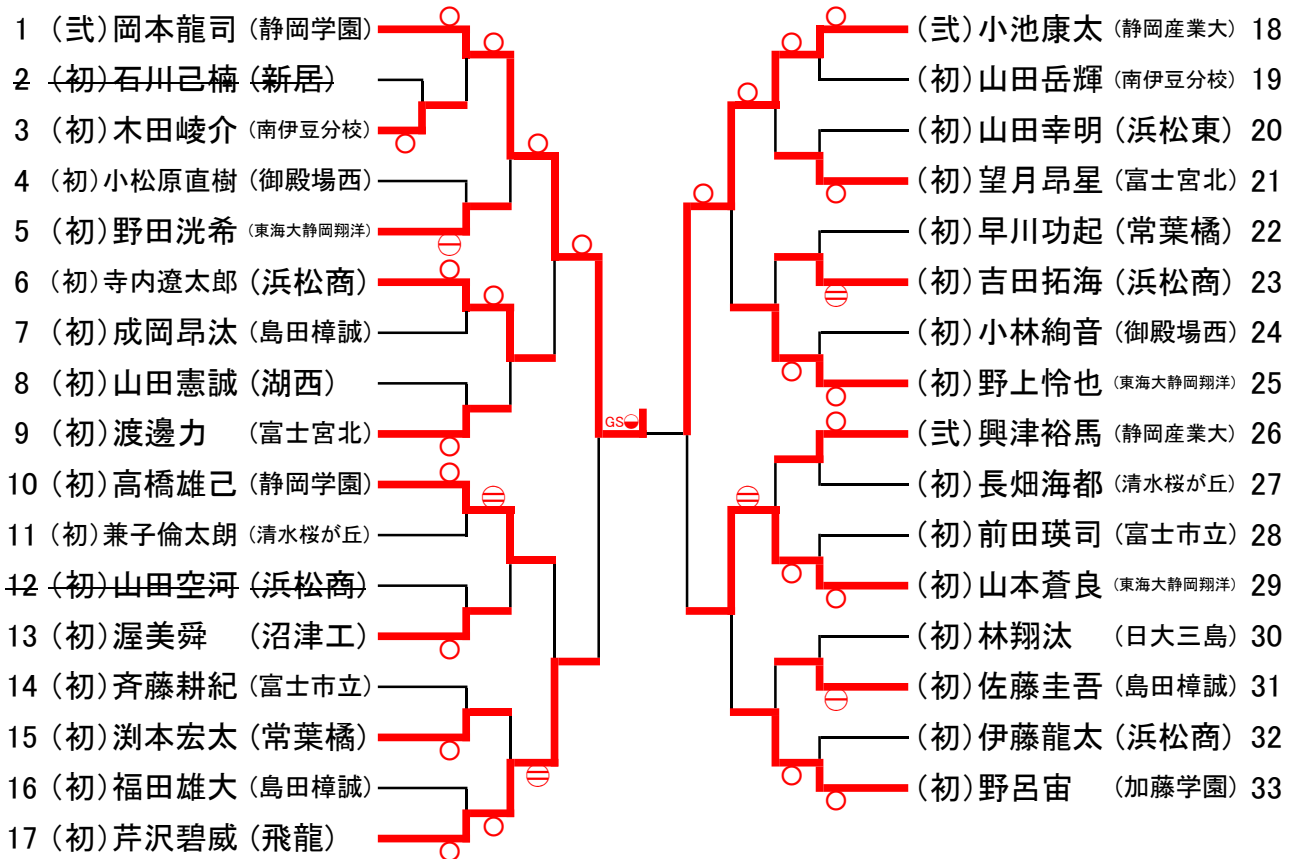 1 (弐)岡本龍司 (静岡学園)
2 (初)石川己楠 (新居)
3 (初)木田崚介 (南伊豆分校)
4 (初)小松原直樹 (御殿場西)
5 (初)野田洸希 (東海大静岡翔洋)
6 (初)寺内遼太郎 (浜松商)
7 (初)成岡昂汰 (島田樟誠)
8 (初)山田憲誠 (湖西)
9 (初)渡邊力 (富士宮北)
10 (初)高橋雄己 (静岡学園)
11 (初)兼子倫太朗 (清水桜が丘)
12 (初)山田空河 (浜松商)
13 (初)渥美舜 (沼津工)
14 (初)斉藤耕紀 (富士市立)
15 (初)渕本宏太 (常葉橘)
16 (初)福田雄大 (島田樟誠)
17 (初)芹沢碧威 (飛龍)
GS
(弐)小池康太 (静岡産業大) 18
(初)山田岳輝 (南伊豆分校) 19
(初)山田幸明 (浜松東) 20
(初)望月昂星 (富士宮北) 21
(初)早川功起 (常葉橘) 22
(初)吉田拓海 (浜松商) 23
(初)小林絢音 (御殿場西) 24
(初)野上怜也 (東海大静岡翔洋) 25
(弐)興津裕馬 (静岡産業大) 26
(初)長畑海都 (清水桜が丘) 27
(初)前田瑛司 (富士市立) 28
(初)山本蒼良 (東海大静岡翔洋) 29
(初)林翔汰 (日大三島) 30
(初)佐藤圭吾 (島田樟誠) 31
(初)伊藤龍太 (浜松商) 32
(初)野呂宙 (加藤学園) 33